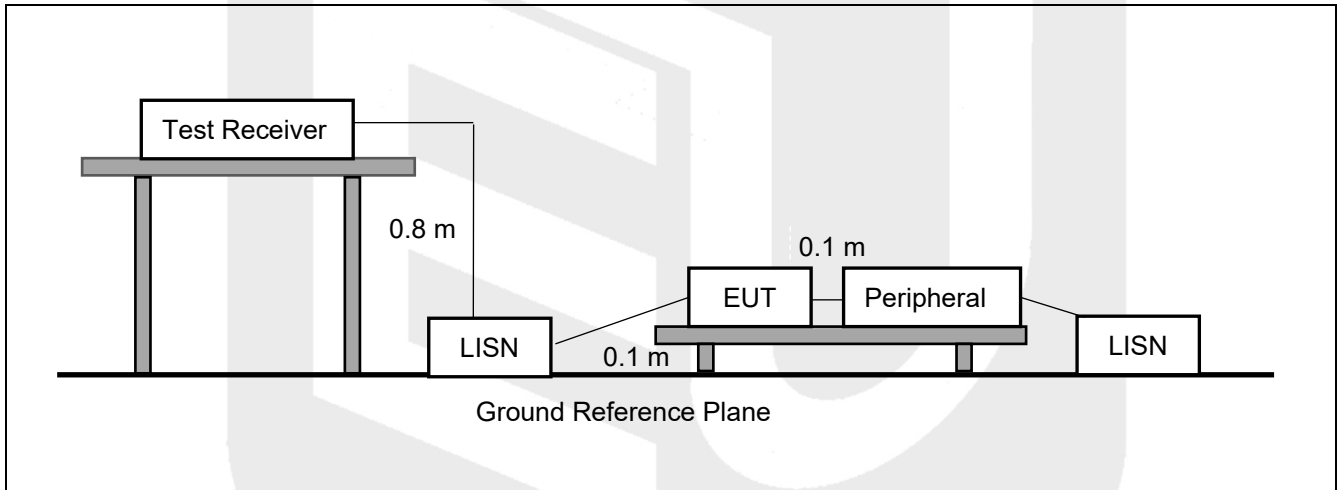 Test Receiver
0.8 m
0.1 m
EUT
Peripheral
LISN
0.1 m
LISN
Ground Reference Plane